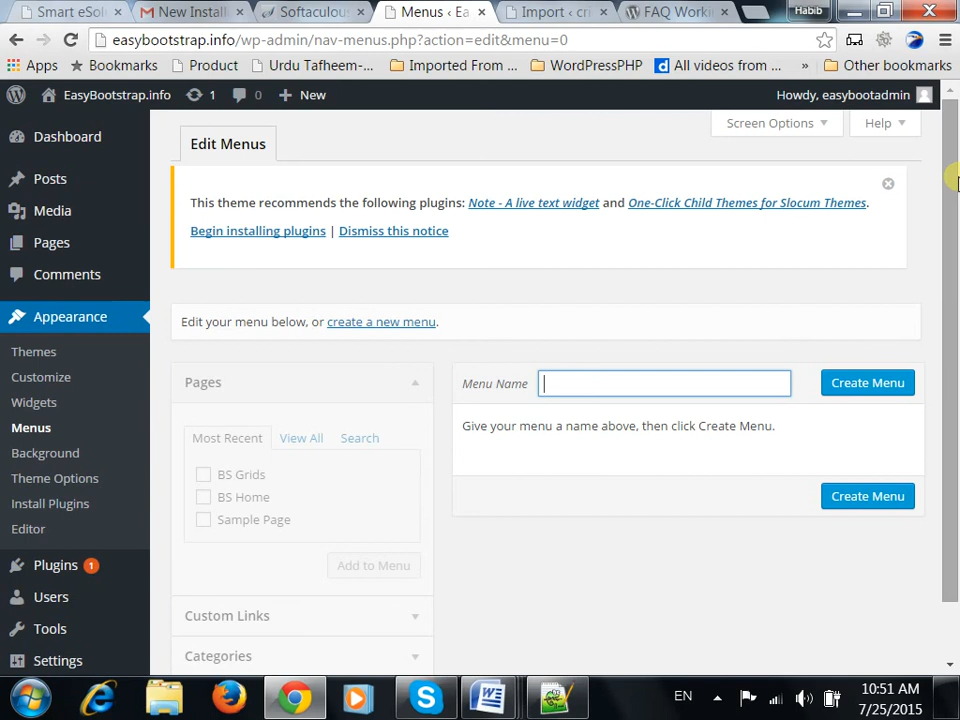 Smart eSo
New Install
Softaculous
Menus ‹ Ea
Import ‹ cri
FAQ Worki
Habib
easybootstrap.info/wp-admin/nav-menus.php?action=edit&menu=0
Apps
Bookmarks
Product
Urdu Tafheem-...
Imported From ...
WordPressPHP
All videos from ...
»
Other bookmarks
EasyBootstrap.info
1
0
New
Howdy, easybootadmin
Dashboard
Posts
Media
Pages
Comments
Appearance
Themes
Customize
Widgets
Menus
Background
Theme Options
Install Plugins
Editor
Plugins 1
Users
Tools
Settings
Screen Options
Help
Edit Menus
This theme recommends the following plugins: Note - A live text widget and One-Click Child Themes for Slocum Themes.
Begin installing plugins | Dismiss this notice
Edit your menu below, or create a new menu.
Pages
Most Recent
View All
Search
BS Grids
BS Home
Sample Page
Add to Menu
Custom Links
Categories
Menu Name
Create Menu
Give your menu a name above, then click Create Menu.
Create Menu
EN
10:51 AM
7/25/2015